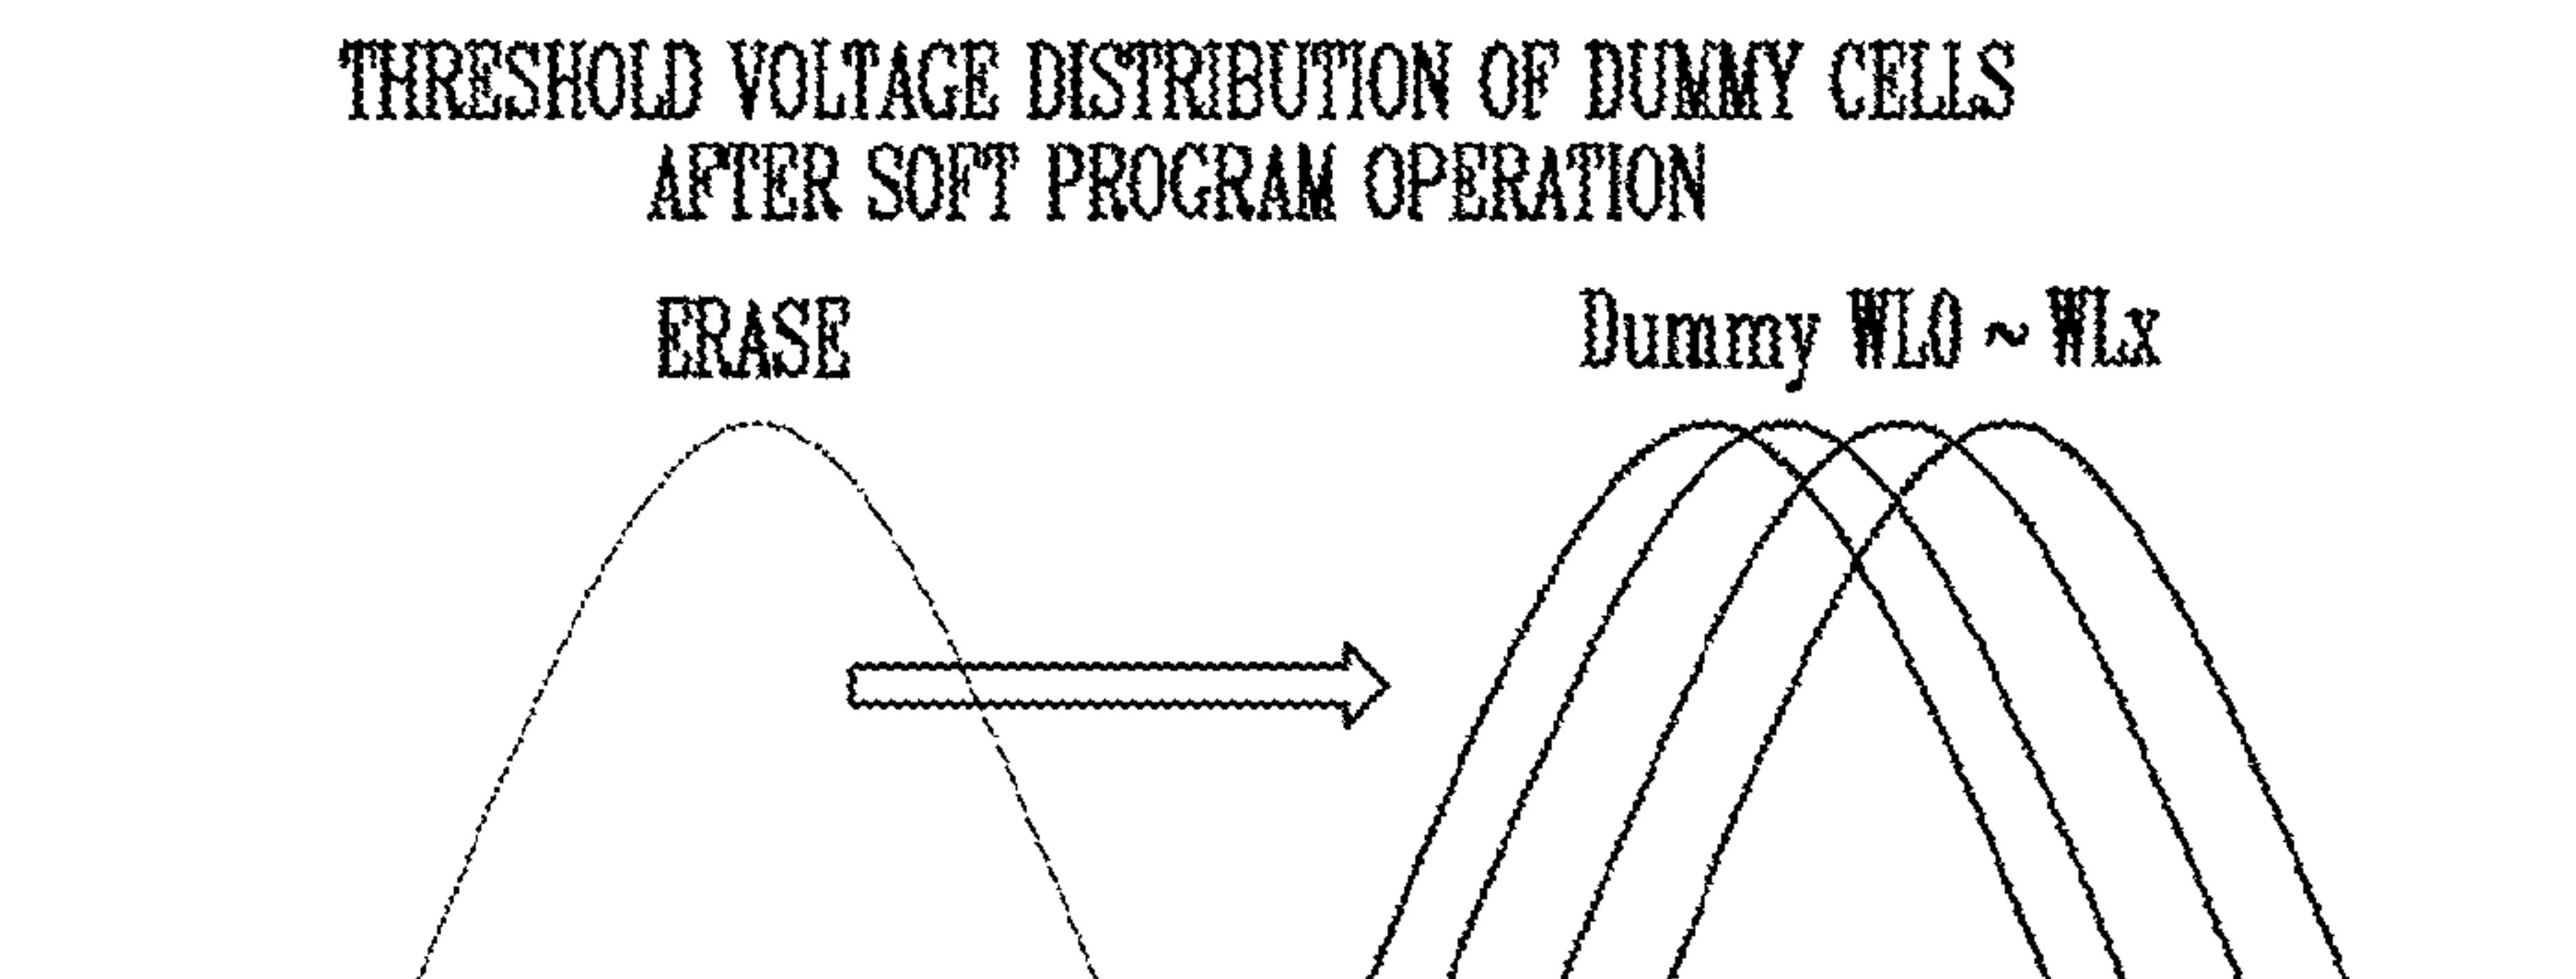 THRESHOLD VOLTAGE DISTRIBUTION OF DUMMY CELLS
AFTER SOFT PROGRAM OPERATION
ERASE
Dummy WL0 ~ WLx